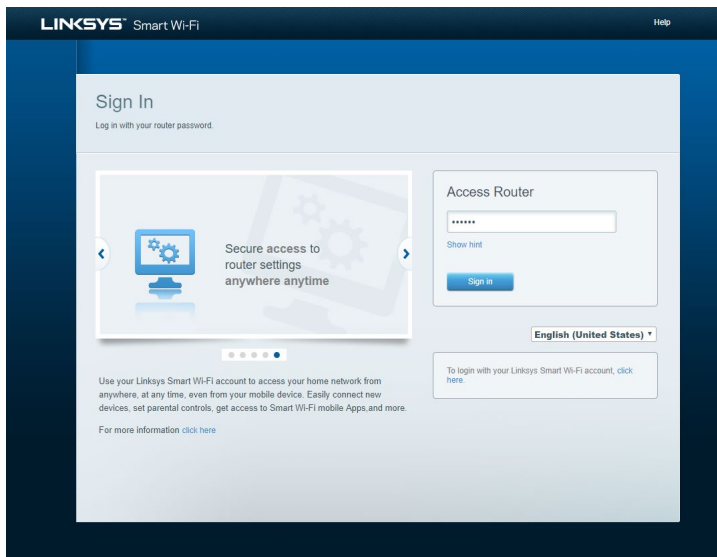 LINKSYS™ Smart Wi-Fi
Help
Sign In
Log in with your router password.
Secure access to
router settings
anywhere anytime
Use your Linksys Smart Wi-Fi account to access your home network from
anywhere, at any time, even from your mobile device. Easily connect new
devices, set parental controls, get access to Smart Wi-Fi mobile Apps,and more.
For more information click here
Access Router
••••••
Show hint
Sign in
English (United States)
To login with your Linksys Smart Wi-Fi account, click
here.